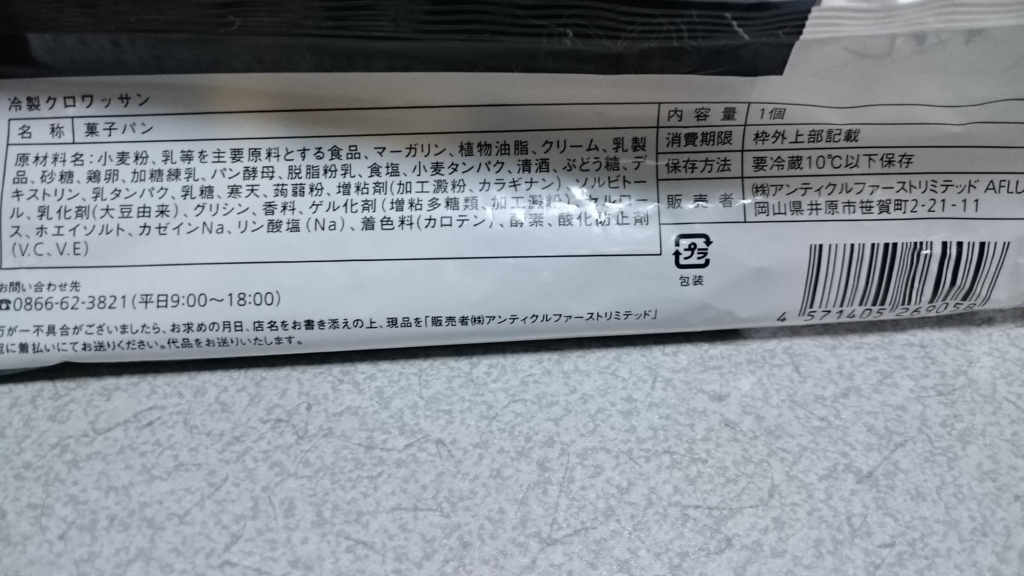 冷製クロワッサン
名称 菓子パン
原材料名:小麦粉、乳等を主要原料とする食品、マーガリン、植物油脂、クリーム、乳製
品、砂糖、鶏卵、加糖練乳、パン酵母、脱脂粉乳、食塩、小麦タンパク、清酒、ぶどう糖、デ
キストリン、乳タンパク、乳糖、寒天、蒟蒻粉、増粘剤(加工澱粉、カラギナン)、ソルビトー
ル、乳化剤(大豆由来)、グリシン、香料、ゲル化剤(増粘多糖類、加工澱粉)、セルロー
ス、ホエイソルト、カゼインNa、リン酸塩(Na)、着色料(カロテン)、酵素、酸化防止剤
(V.C、V.E)
内容量 1個
消費期限 枠外上部記載
保存方法 要冷蔵10℃以下保存
販売者 ㈱アンティクルファーストリミテッド AFLU
岡山県井原市笹賀町2-21-11
プラ
包装
お問い合わせ先
☎0866-62-3821(平日9:00〜18:00)
万が一不具合がございましたら、お求めの月日、店名をお書き添えの上、現品を「販売者㈱アンティクルファーストリミテッド」
宛に着払いにてお送りください。代品をお送りいたします。
4 571405 269058